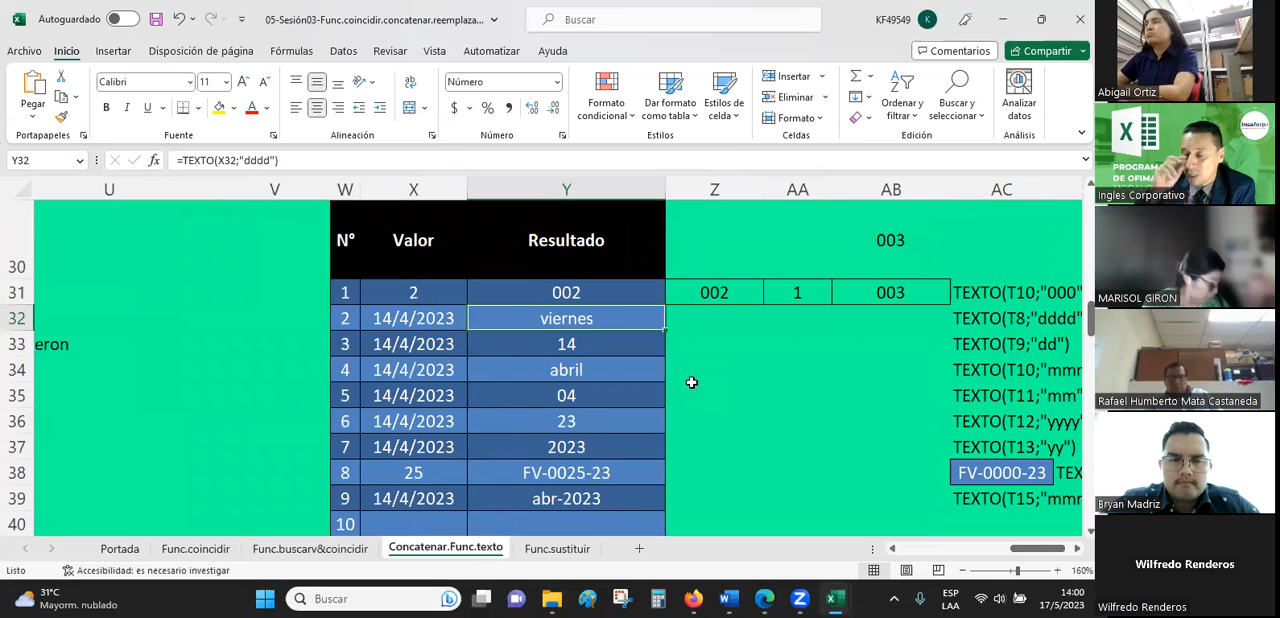 Autoguardado
05-Sesión03-Func.coincidir.concatenar.reemplaza...
Buscar
KF49549
K
Archivo
Inicio
Insertar
Disposición de página
Fórmulas
Datos
Revisar
Vista
Automatizar
Ayuda
Comentarios
Compartir
Pegar
Calibri
11
Número
Formato condicional
Dar formato como tabla
Estilos de celda
Insertar
Eliminar
Formato
Ordenar y filtrar
Buscar y seleccionar
Analizar datos
Portapapeles
Fuente
Alineación
Número
Estilos
Celdas
Edición
Análisis
Y32
=TEXTO(X32;"dddd")
U V W X Y Z AA AB AC
30 N° Valor Resultado 003
31 1 2 002 002 1 003 TEXTO(T10;"000"
32 2 14/4/2023 viernes TEXTO(T8;"dddd"
33 eron 3 14/4/2023 14 TEXTO(T9;"dd")
34 4 14/4/2023 abril TEXTO(T10;"mmr
35 5 14/4/2023 04 TEXTO(T11;"mm"
36 6 14/4/2023 23 TEXTO(T12;"yyyy"
37 7 14/4/2023 2023 TEXTO(T13;"yy")
38 8 25 FV-0025-23 FV-0000-23 TEX
39 9 14/4/2023 abr-2023 TEXTO(T15;"mmr
40 10
Portada
Func.coincidir
Func.buscarv&coincidir
Concatenar.Func.texto
Func.sustituir
Listo
Accesibilidad: es necesario investigar
160%
31°C
Mayorm. nublado
Buscar
ESP
LAA
14:00
17/5/2023
Abigail Ortiz
Insaforp
PROGRAM
DE OFIMA
Ingles Corporativo
MARISOL GIRON
Rafael Humberto Mata Castaneda
Bryan Madriz
Wilfredo Renderos
Wilfredo Renderos